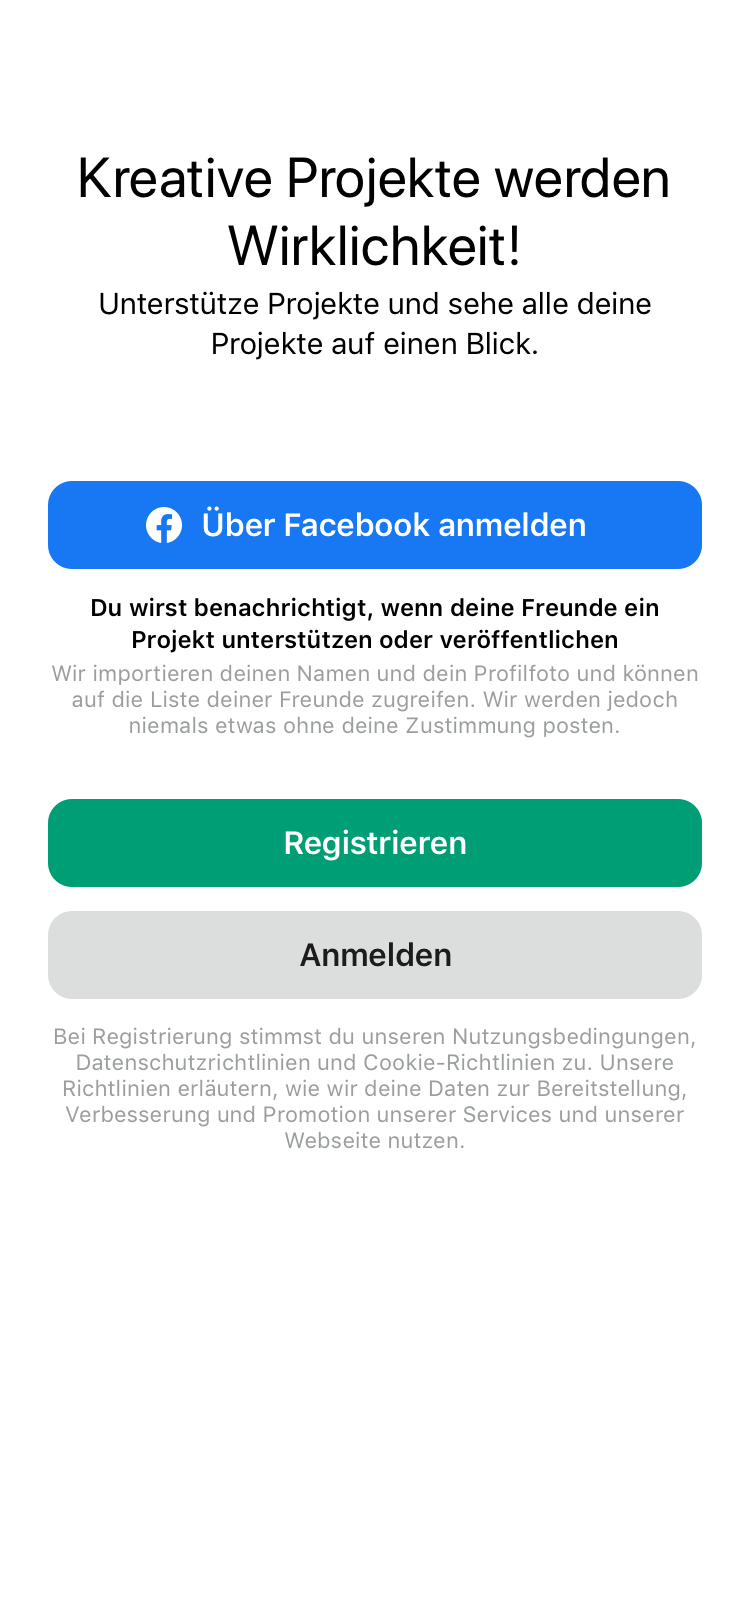 Kreative Projekte werden
Wirklichkeit!
Unterstütze Projekte und sehe alle deine
Projekte auf einen Blick.
Über Facebook anmelden
Du wirst benachrichtigt, wenn deine Freunde ein
Projekt unterstützen oder veröffentlichen
Wir importieren deinen Namen und dein Profilfoto und können
auf die Liste deiner Freunde zugreifen. Wir werden jedoch
niemals etwas ohne deine Zustimmung posten.
Registrieren
Anmelden
Bei Registrierung stimmst du unseren Nutzungsbedingungen,
Datenschutzrichtlinien und Cookie-Richtlinien zu. Unsere
Richtlinien erläutern, wie wir deine Daten zur Bereitstellung,
Verbesserung und Promotion unserer Services und unserer
Webseite nutzen.